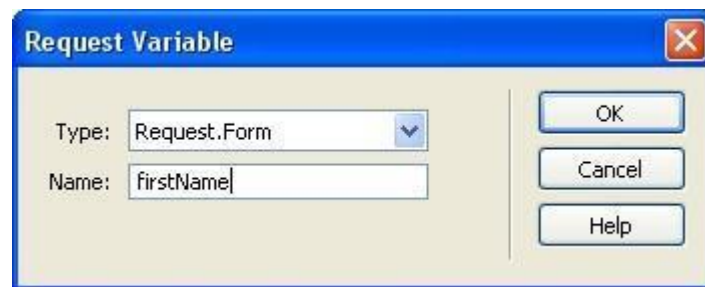 Request Variable
Type: Request.Form
Name: firstName
OK
Cancel
Help